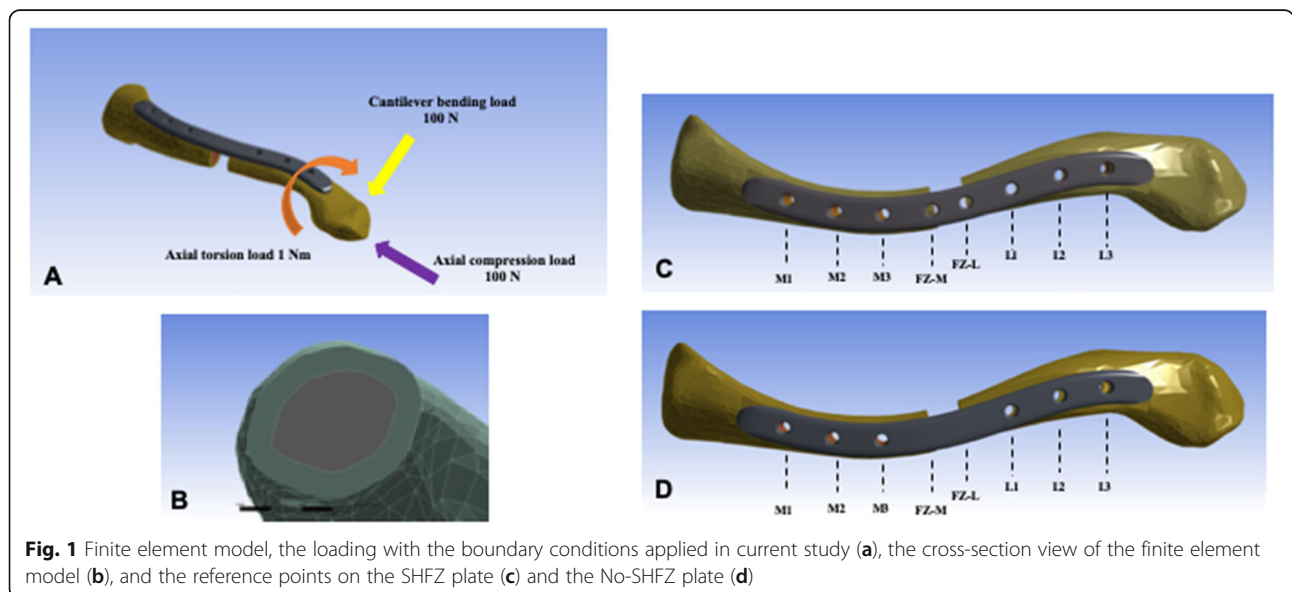 Cantilever bending load
100 N
Axial torsion load 1 Nm
Axial compression load
100 N
A
B
M1 M2 M3 FZ-M FZ-L L1 L2 L3
C
M1 M2 M3 FZ-M FZ-L L1 L2 L3
D
Fig. 1 Finite element model, the loading with the boundary conditions applied in current study (a), the cross-section view of the finite element
model (b), and the reference points on the SHFZ plate (c) and the No-SHFZ plate (d)